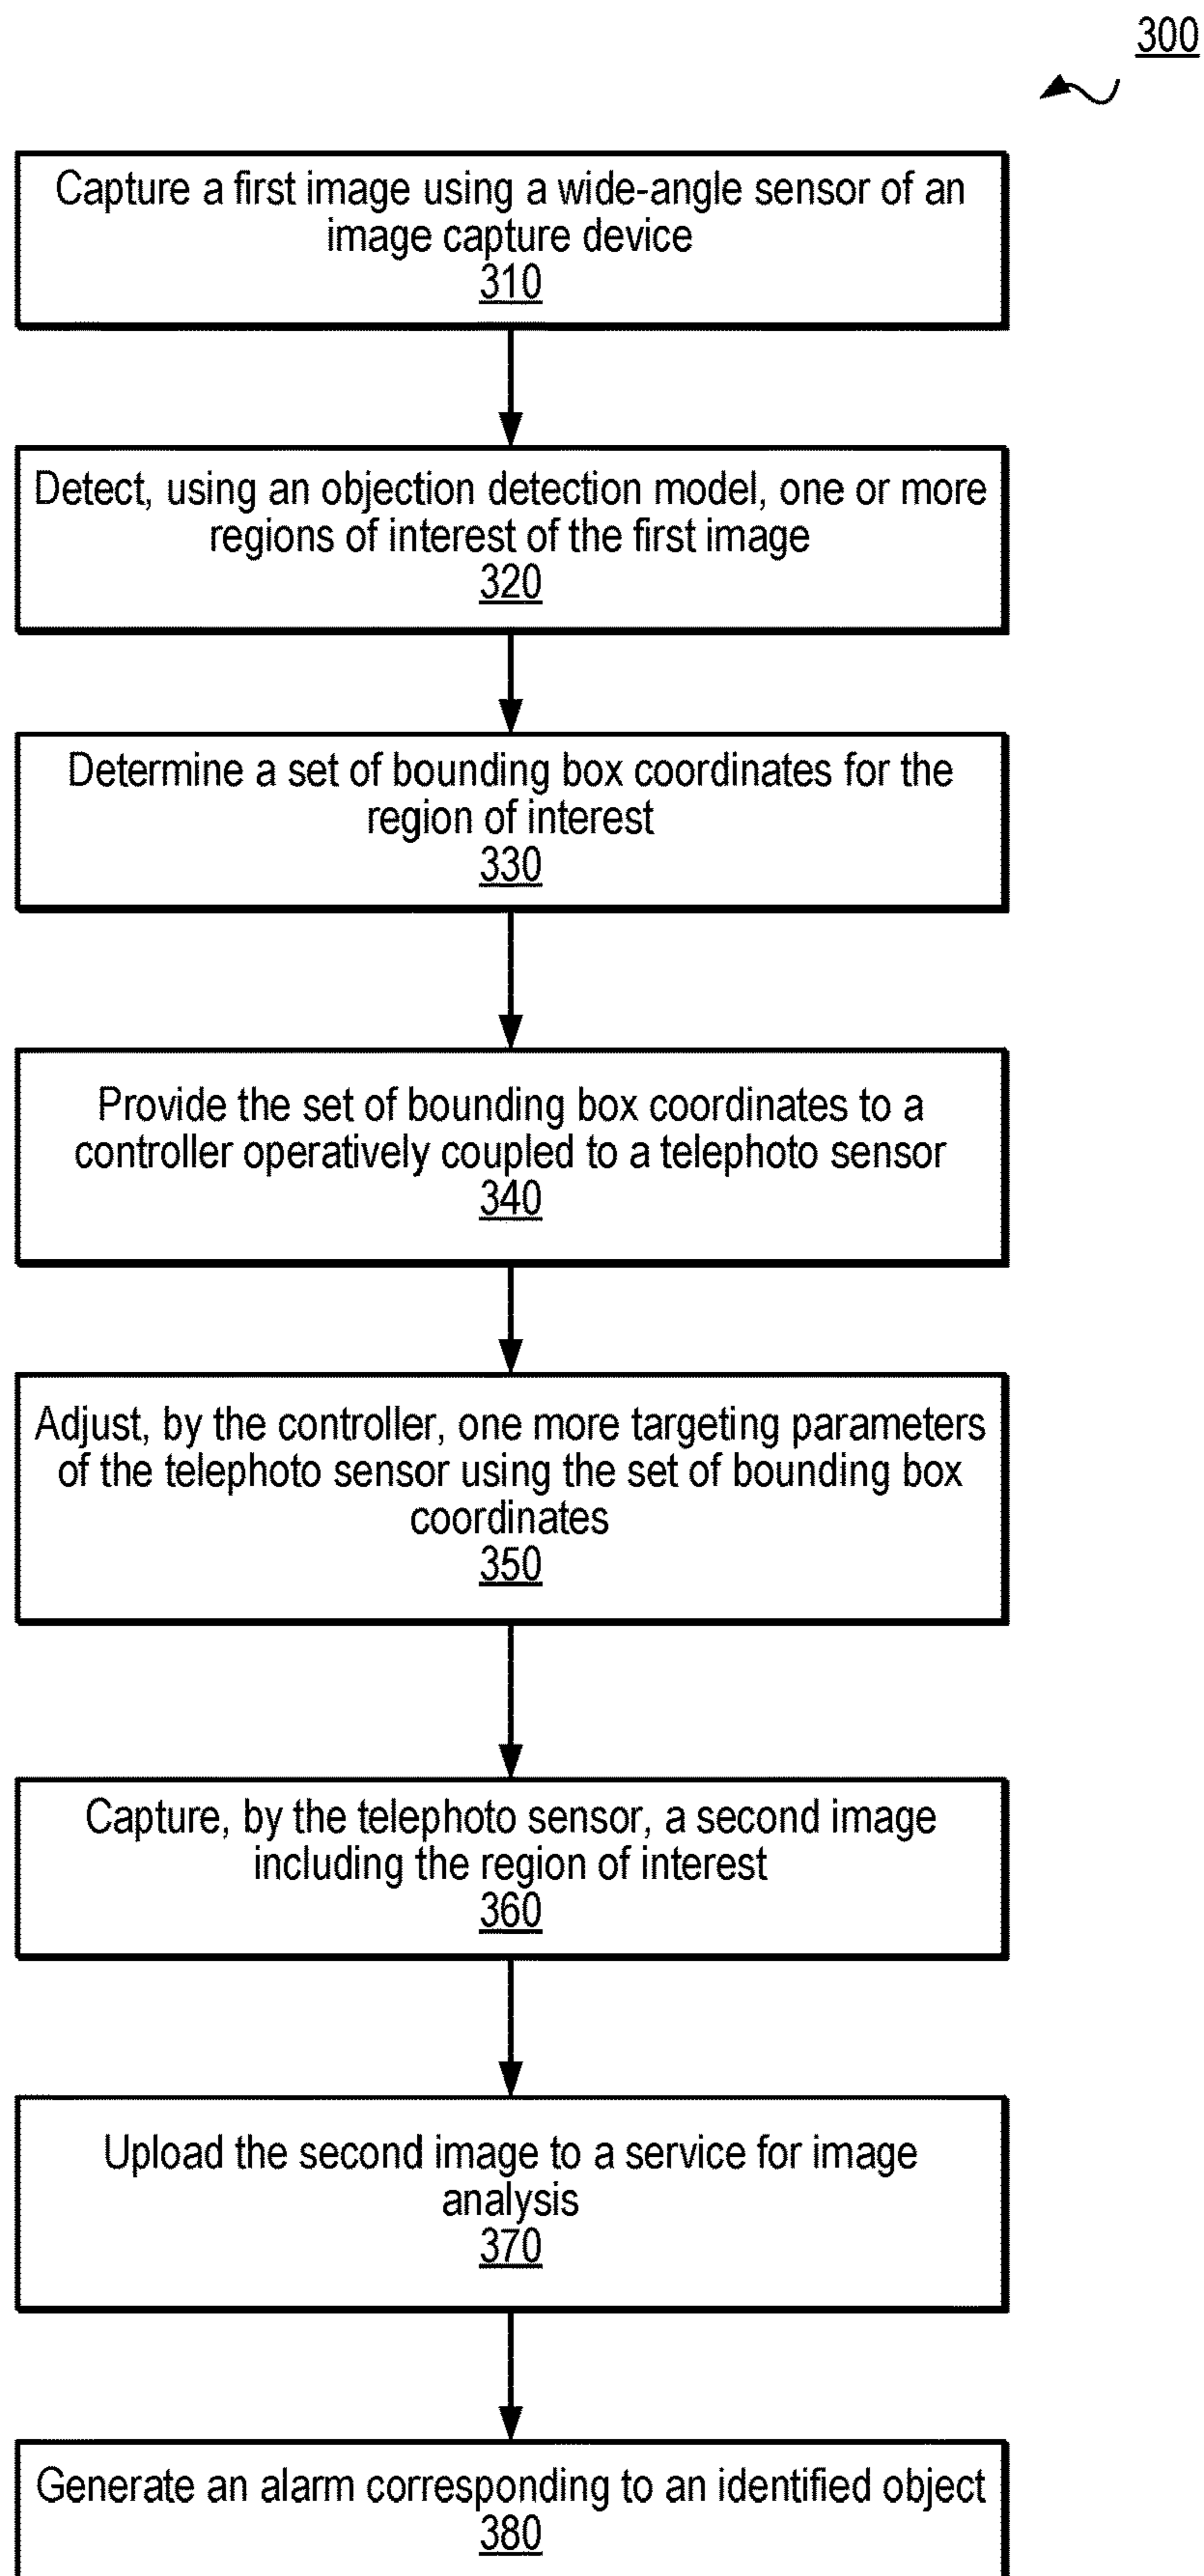 300
Capture a first image using a wide-angle sensor of an
image capture device
310
Detect, using an objection detection model, one or more
regions of interest of the first image
320
Determine a set of bounding box coordinates for the
region of interest
330
Provide the set of bounding box coordinates to a
controller operatively coupled to a telephoto sensor
340
Adjust, by the controller, one more targeting parameters
of the telephoto sensor using the set of bounding box
coordinates
350
Capture, by the telephoto sensor, a second image
including the region of interest
360
Upload the second image to a service for image
analysis
370
Generate an alarm corresponding to an identified object
380